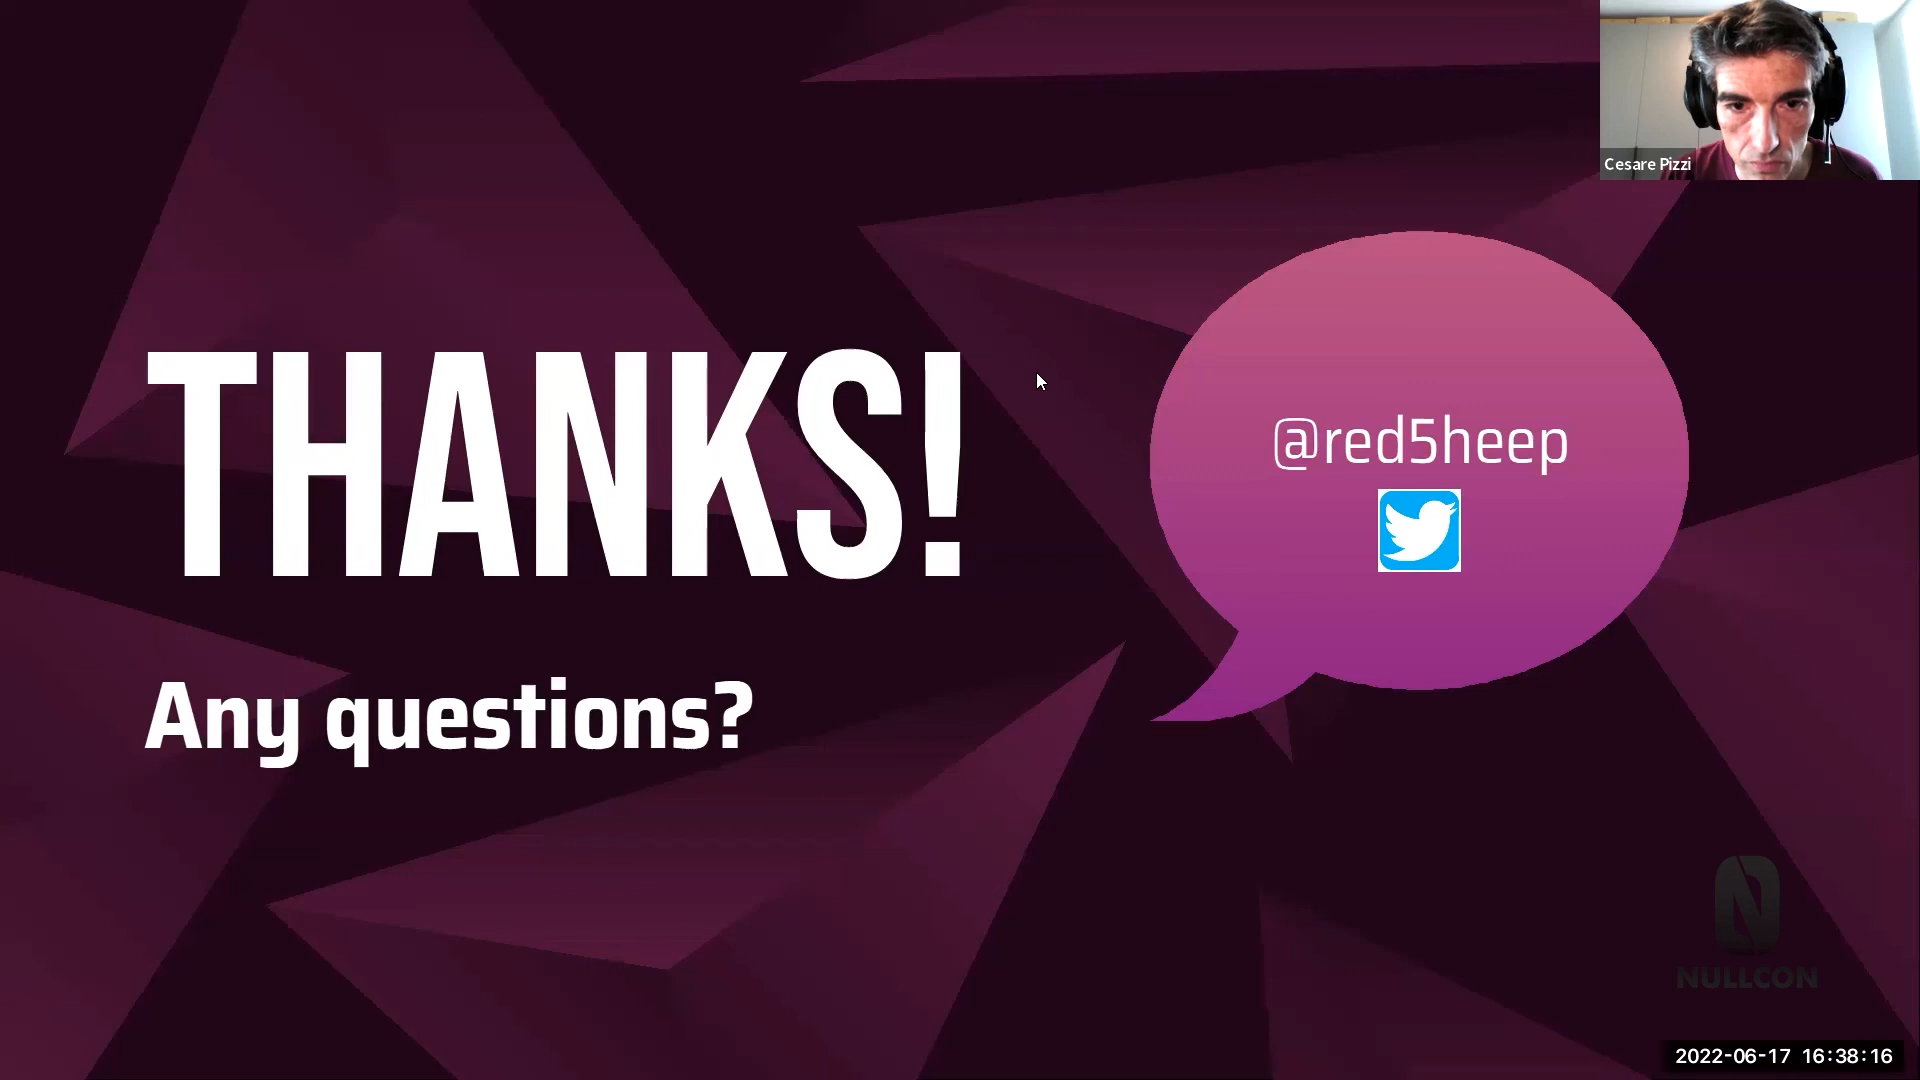 Cesare Pizzi
THANKS!
@red5heep
Any questions?
NULLCON
2022-06-17 16:38:16